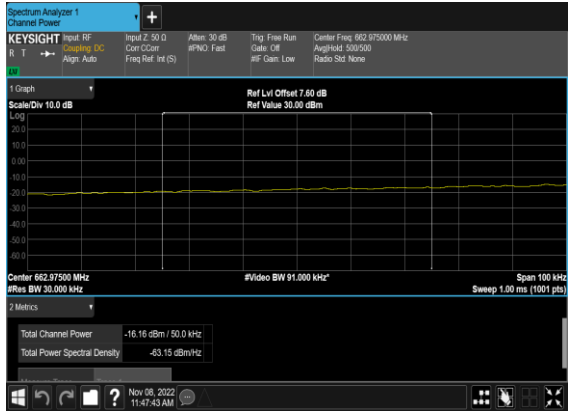 Spectrum Analyzer 1
Channel Power
+
KEYSIGHT Input: RF Input Z: 50 Ω Atten: 30 dB Trig: Free Run Center Freq: 662.975000 MHz
R T Coupling: DC Corr CCorr #PNO: Fast Gate: Off Avg|Hold: 500/500
Align: Auto Freq Ref: Int (S) #IF Gain: Low Radio Std: None
LXI
1 Graph
Ref Lvl Offset 7.60 dB
Scale/Div 10.0 dB Ref Value 30.00 dBm
Log
20.0
10.0
0.00
-10.0
-20.0
-30.0
-40.0
-50.0
-60.0
Center 662.97500 MHz #Video BW 91.000 kHz* Span 100 kHz
#Res BW 30.000 kHz Sweep 1.00 ms (1001 pts)
2 Metrics
Total Channel Power -16.16 dBm / 50.0 kHz
Total Power Spectral Density -63.15 dBm/Hz
? Nov 08, 2022
11:47:43 AM